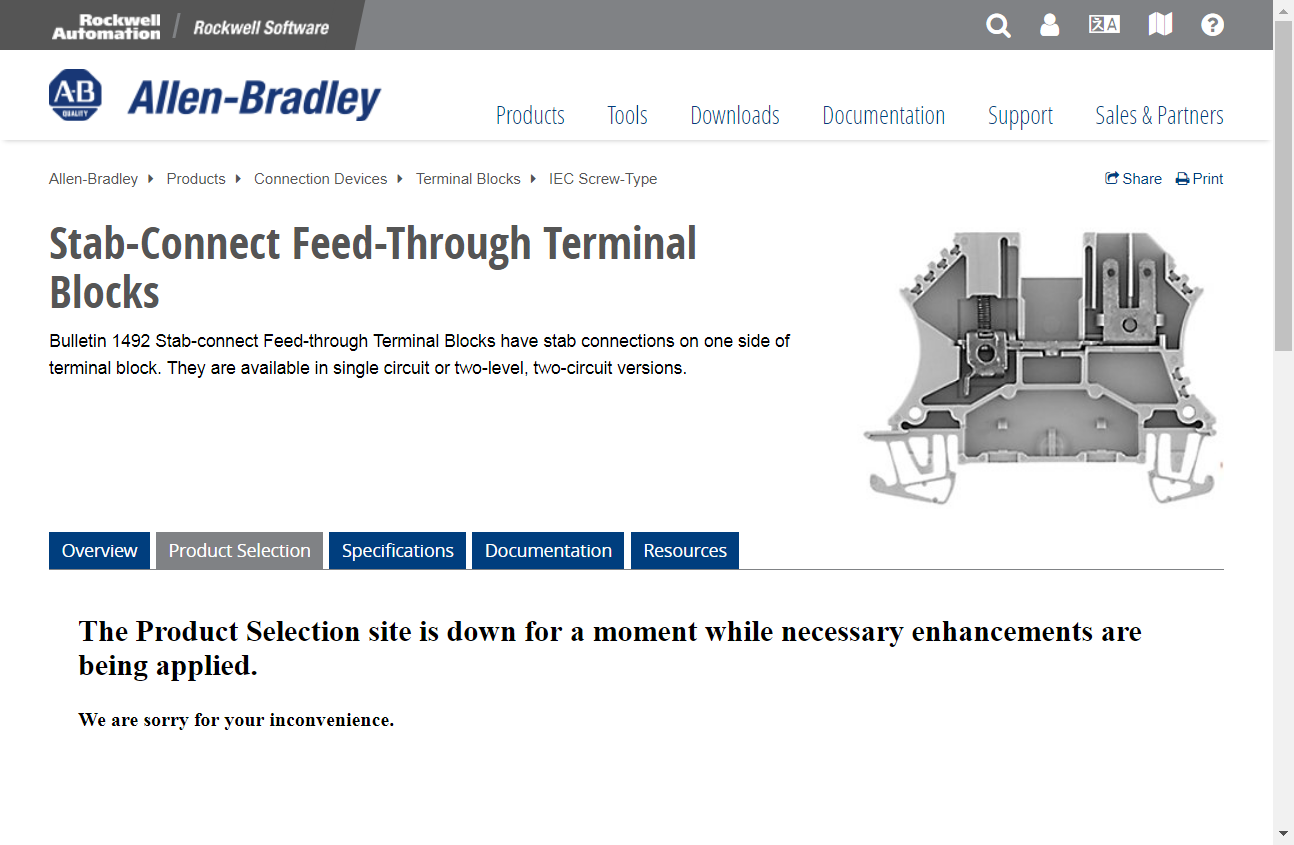 Rockwell
Automation
Rockwell Software
文A
?
A-B
QUALITY
Allen-Bradley
Products
Tools
Downloads
Documentation
Support
Sales & Partners
Allen-Bradley
Products
Connection Devices
Terminal Blocks
IEC Screw-Type
Share
Print
Stab-Connect Feed-Through Terminal
Blocks
Bulletin 1492 Stab-connect Feed-through Terminal Blocks have stab connections on one side of
terminal block. They are available in single circuit or two-level, two-circuit versions.
Overview
Product Selection
Specifications
Documentation
Resources
The Product Selection site is down for a moment while necessary enhancements are
being applied.
We are sorry for your inconvenience.